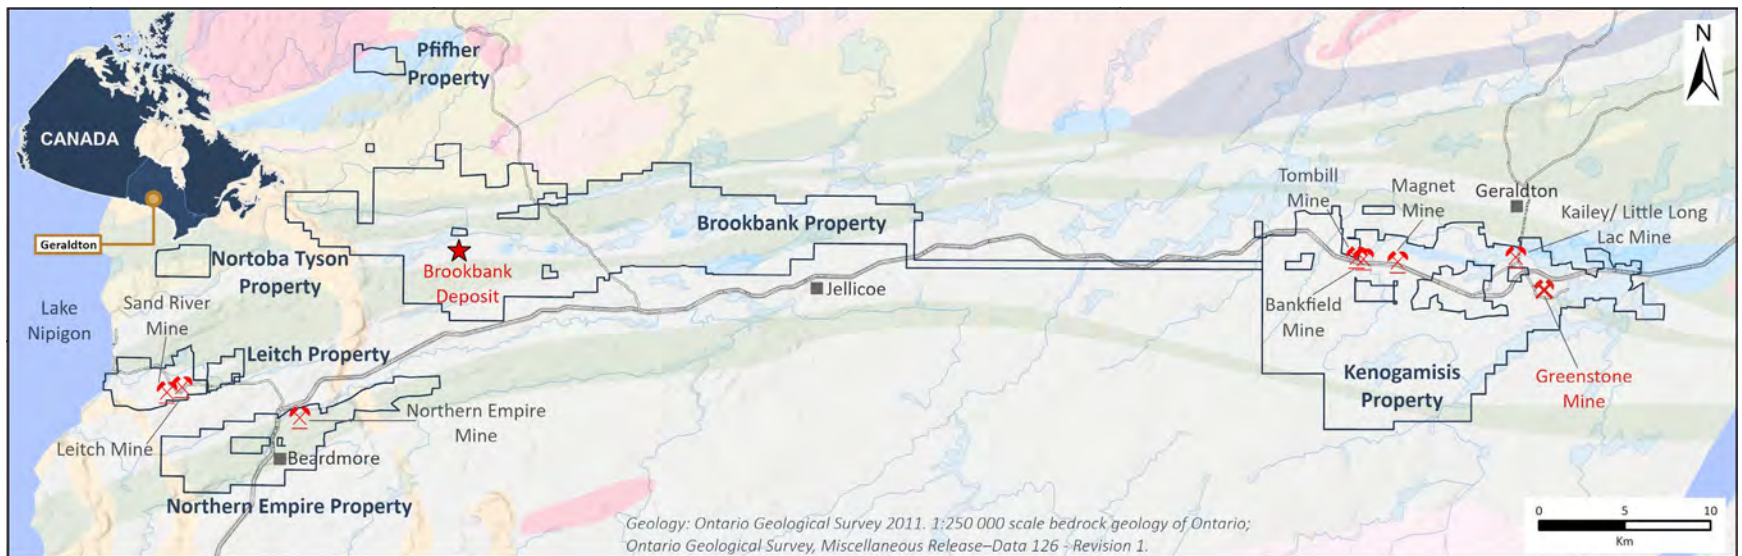 Pfifher
Property
N
CANADA
Geraldton
Tombill
Mine
Magnet
Mine
Geraldton
Kailey/ Little Long
Lac Mine
Brookbank Property
Nortoba Tyson
Property
Brookbank
Deposit
Lake
Nipigon
Sand River
Mine
Jellicoe
Bankfield
Mine
Leitch Property
Kenogamisis
Property
Greenstone
Mine
Leitch Mine
Northern Empire
Mine
Beardmore
Northern Empire Property
Geology: Ontario Geological Survey 2011. 1:250 000 scale bedrock geology of Ontario;
Ontario Geological Survey, Miscellaneous Release–Data 126 - Revision 1.
0 5 10
Km